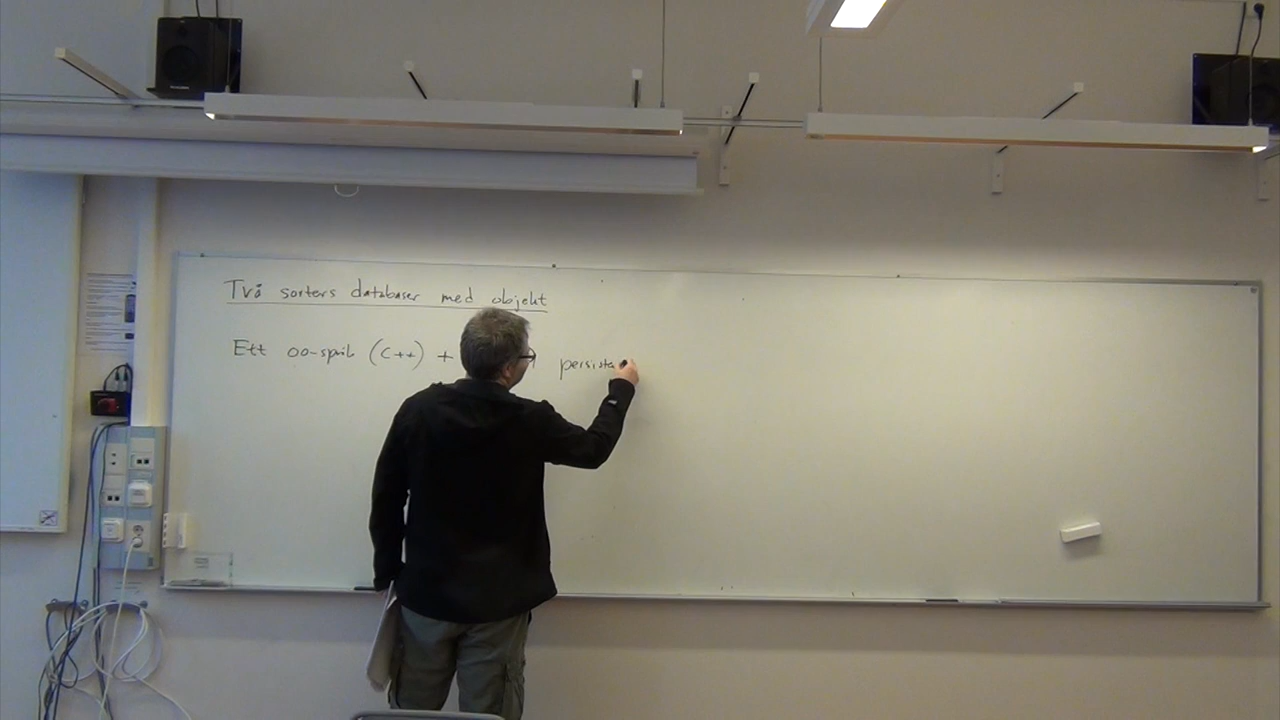 Två sorters databaser med objekt
Ett oo-språk (C++) + persista